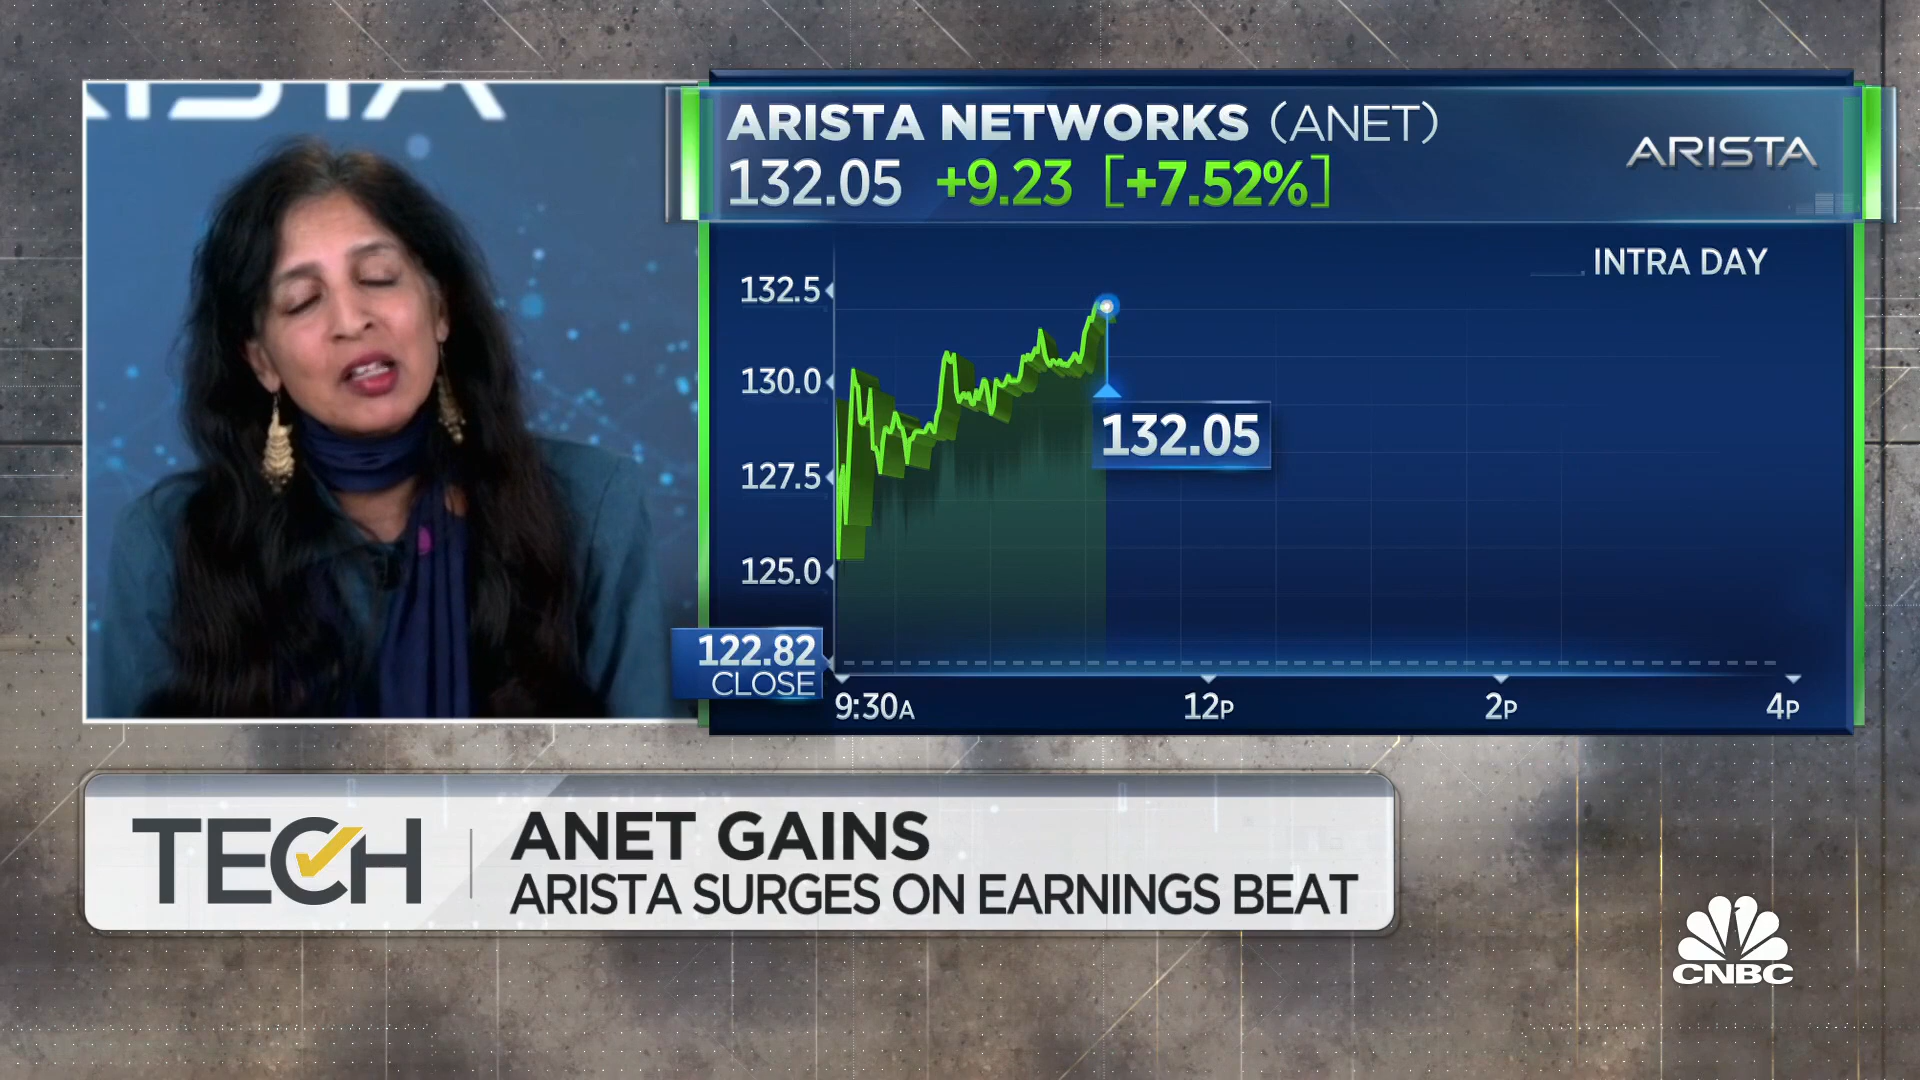 ARISTA
ARISTA NETWORKS (ANET)
132.05 +9.23 [+7.52%]
ARISTA
INTRA DAY
132.5
130.0
127.5
125.0
132.05
122.82
CLOSE
9:30A 12P 2P 4P
TECH
ANET GAINS
ARISTA SURGES ON EARNINGS BEAT
CNBC